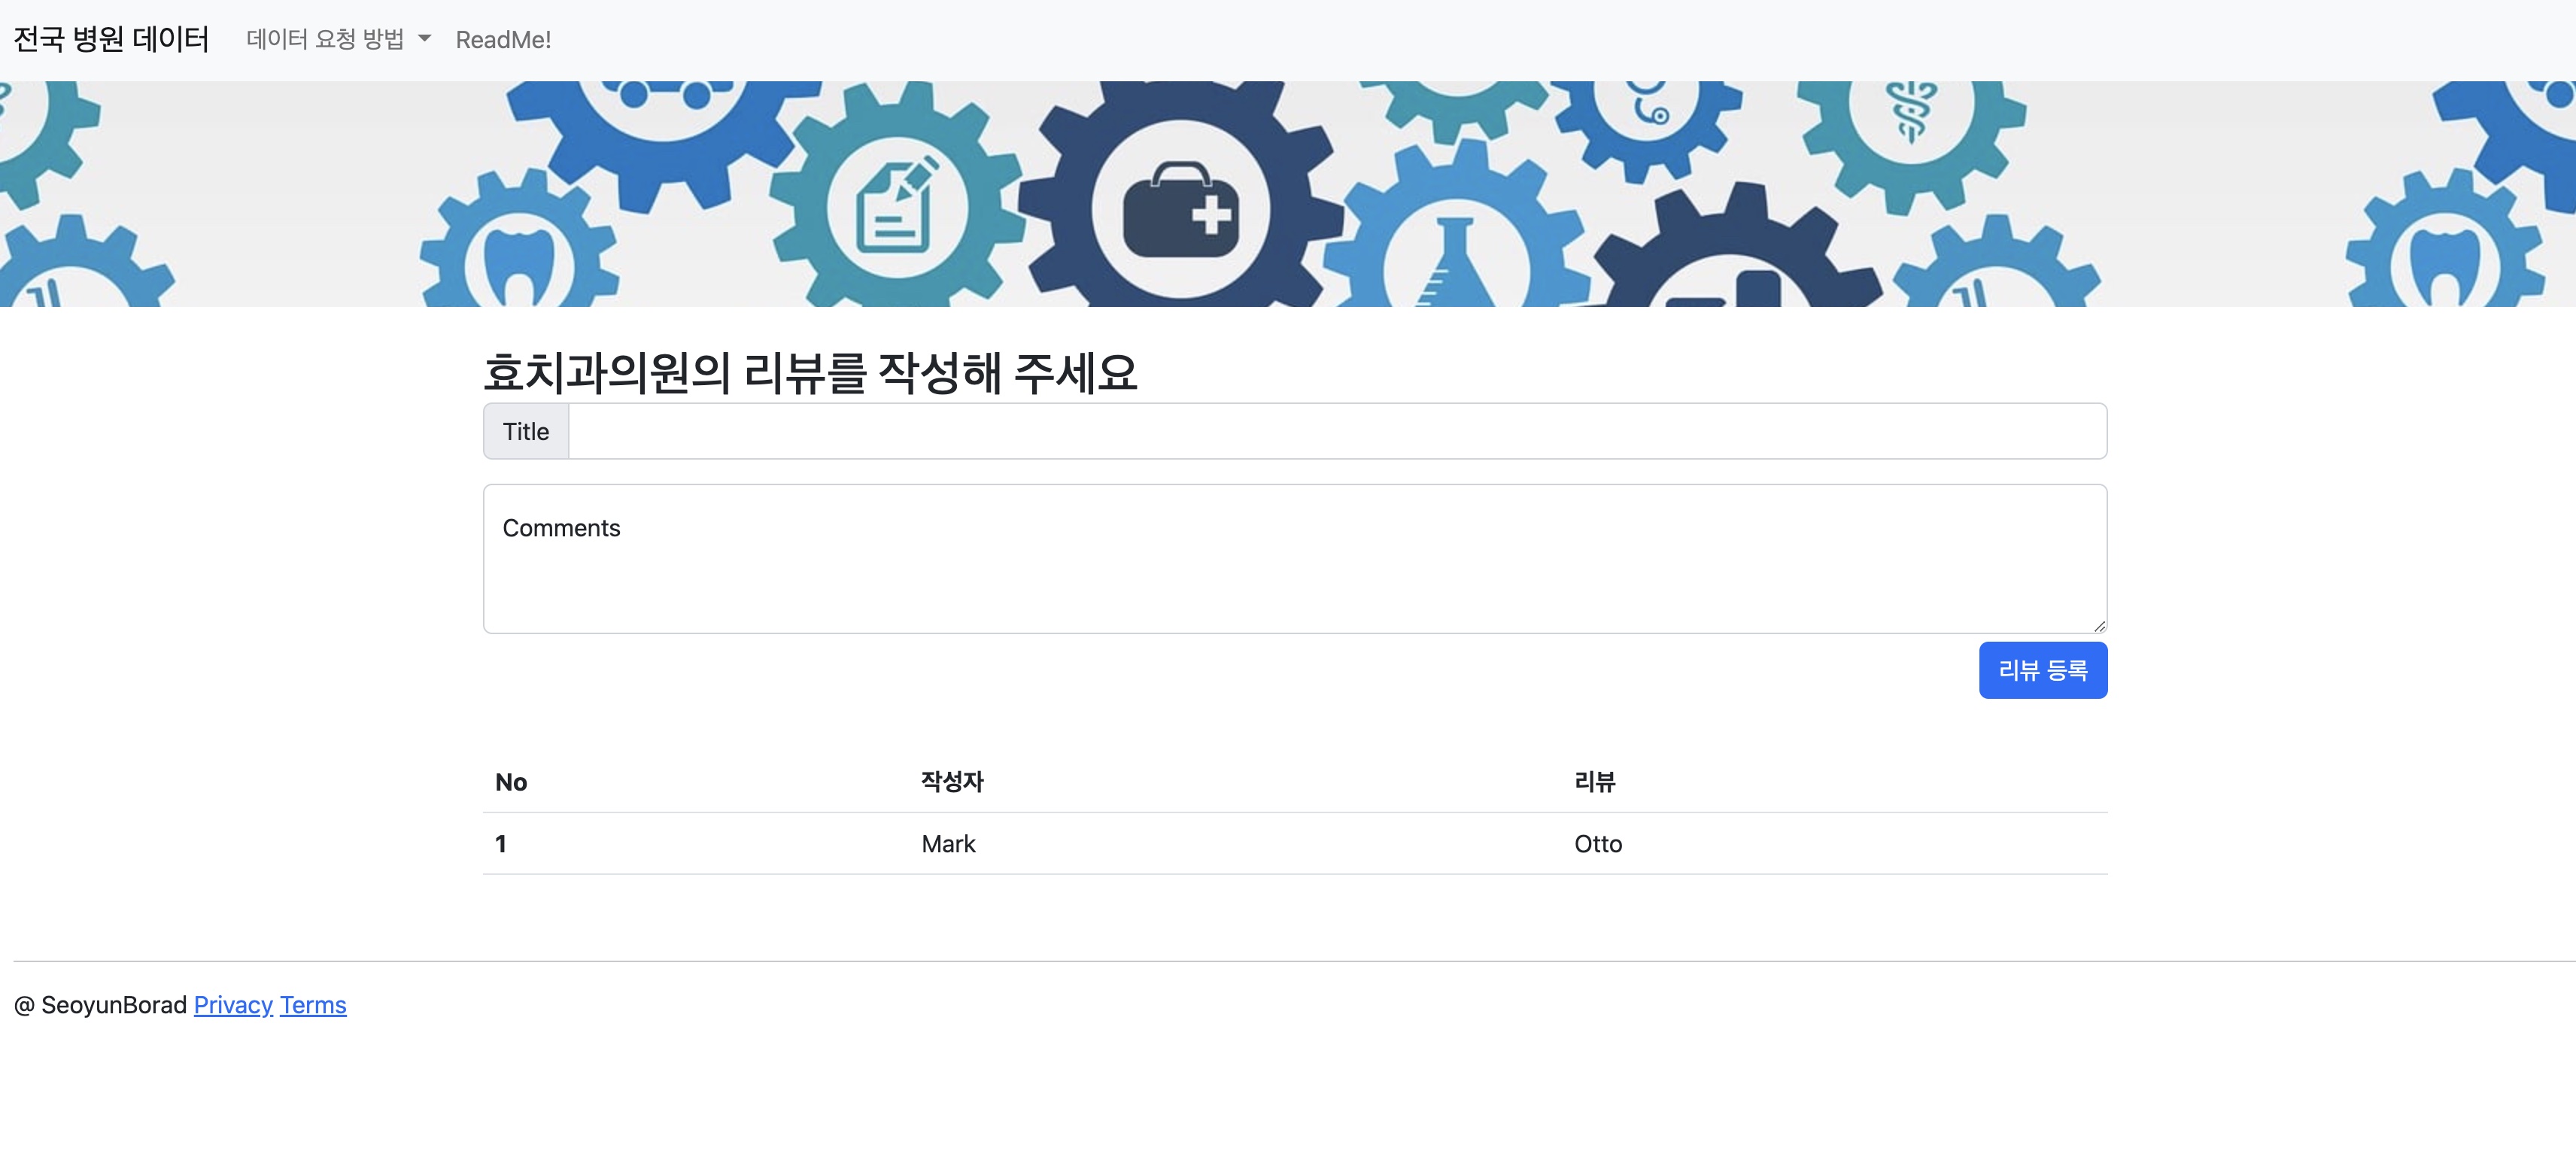 전국 병원 데이터 데이터 요청 방법 ReadMe!
효치과의원의 리뷰를 작성해 주세요
Title
Comments
리뷰 등록
No 작성자 리뷰
1 Mark Otto
@ SeoyunBorad Privacy Terms